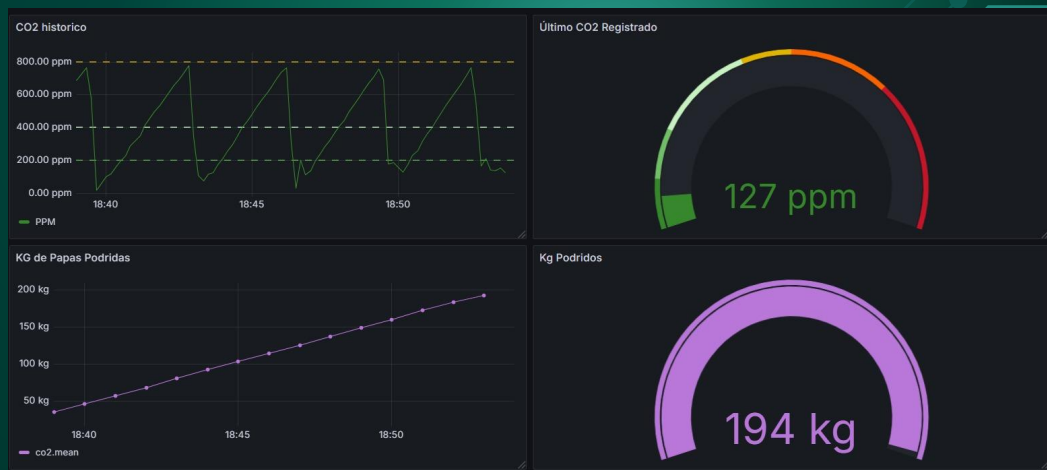 CO2 historico
800.00 ppm
600.00 ppm
400.00 ppm
200.00 ppm
0.00 ppm
18:40
18:45
18:50
PPM
Último CO2 Registrado
127 ppm
KG de Papas Podridas
200 kg
150 kg
100 kg
50 kg
18:40
18:45
18:50
co2.mean
Kg Podridos
194 kg